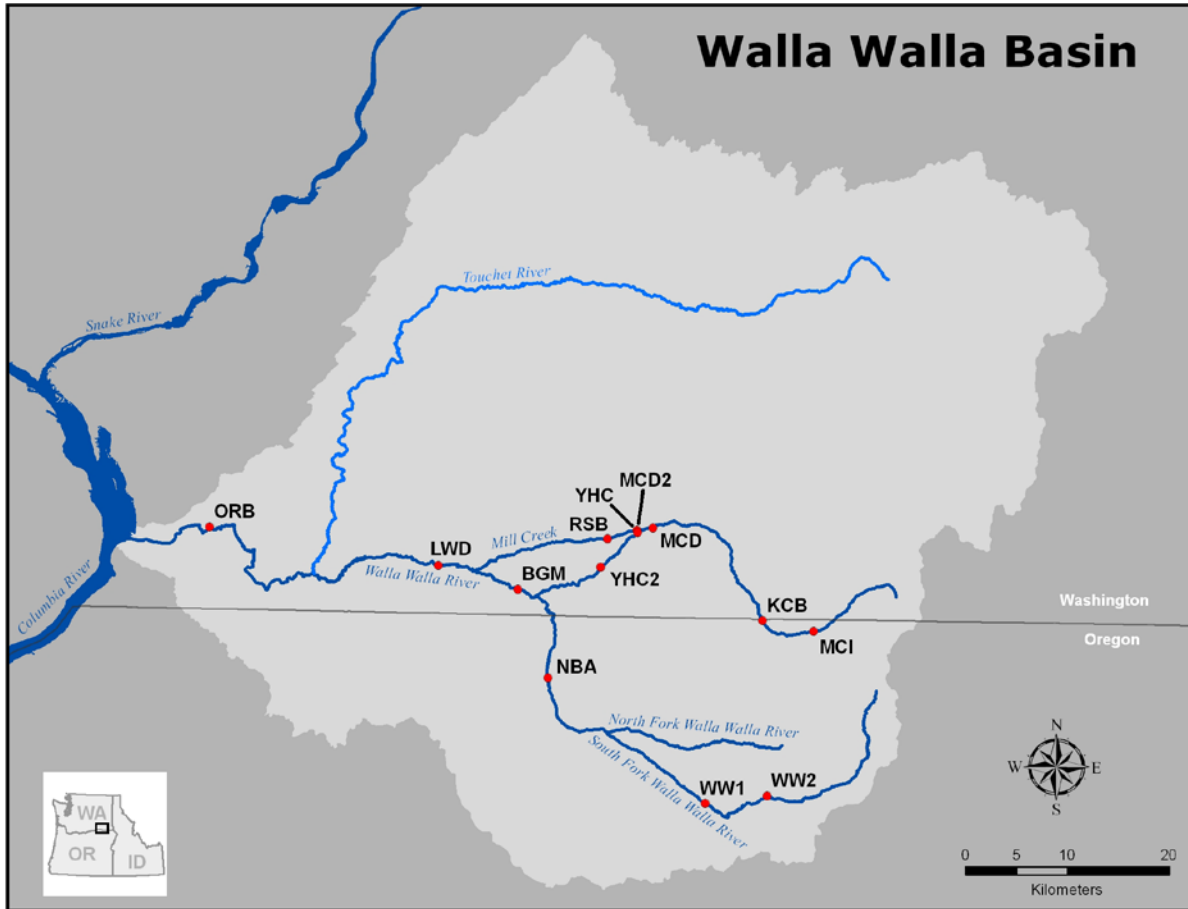 Walla Walla Basin
Touchet River
Snake River
MCD2
YHC
ORB
RSB
MCD
Mill Creek
LWD
Walla Walla River
BGM
YHC2
Columbia River
KCB
Washington
MCI
Oregon
NBA
North Fork Walla Walla River
South Fork Walla Walla River
WW1
WW2
N
W
E
S
WA
OR
ID
0 5 10 20
Kilometers